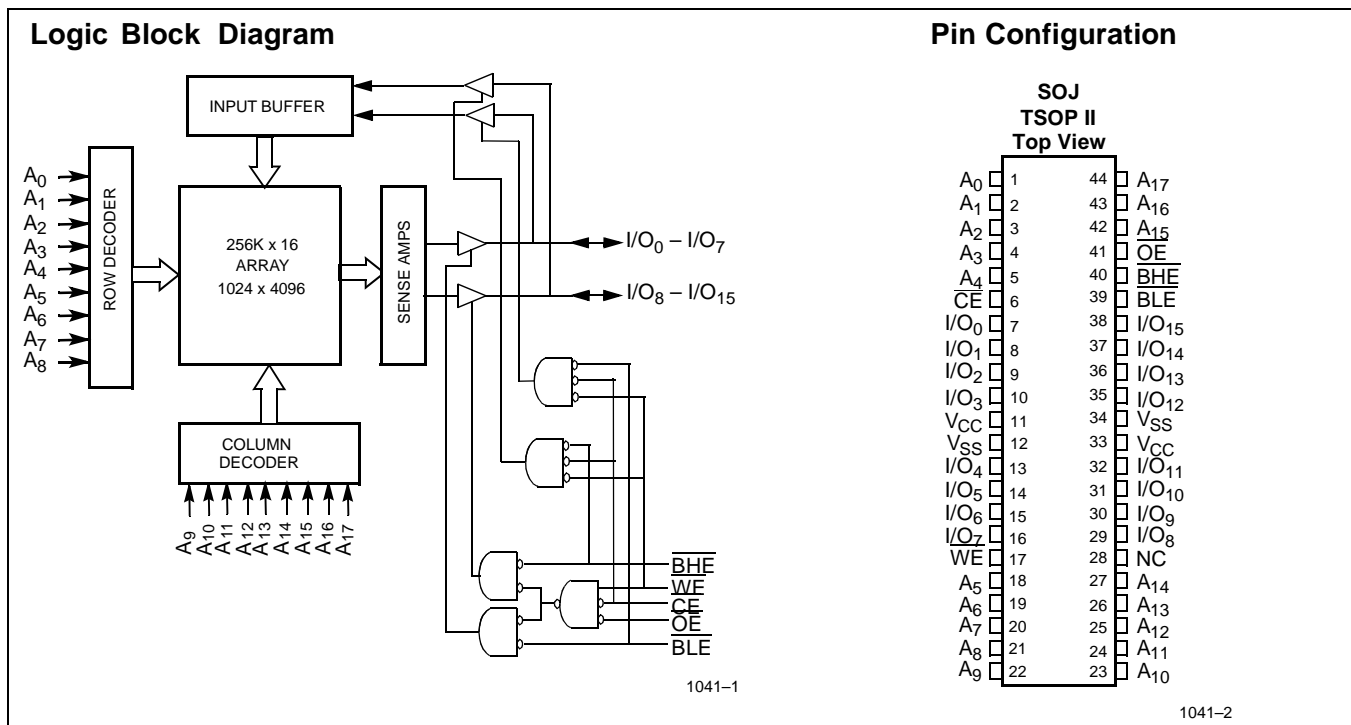 Logic Block Diagram
INPUT BUFFER
A0
A1
A2
A3
A4
A5
A6
A7
A8
ROW DECODER
256K x 16
ARRAY
1024 x 4096
SENSE AMPS
I/O0 – I/O7
I/O8 – I/O15
COLUMN
DECODER
A9
A10
A11
A12
A13
A14
A15
A16
A17
BHE
WE
CE
OE
BLE
1041–1
Pin Configuration
SOJ
TSOP II
Top View
A0 1 44 A17
A1 2 43 A16
A2 3 42 A15
A3 4 41 OE
A4 5 40 BHE
CE 6 39 BLE
I/O0 7 38 I/O15
I/O1 8 37 I/O14
I/O2 9 36 I/O13
I/O3 10 35 I/O12
VCC 11 34 VSS
VSS 12 33 VCC
I/O4 13 32 I/O11
I/O5 14 31 I/O10
I/O6 15 30 I/O9
I/O7 16 29 I/O8
WE 17 28 NC
A5 18 27 A14
A6 19 26 A13
A7 20 25 A12
A8 21 24 A11
A9 22 23 A10
1041–2